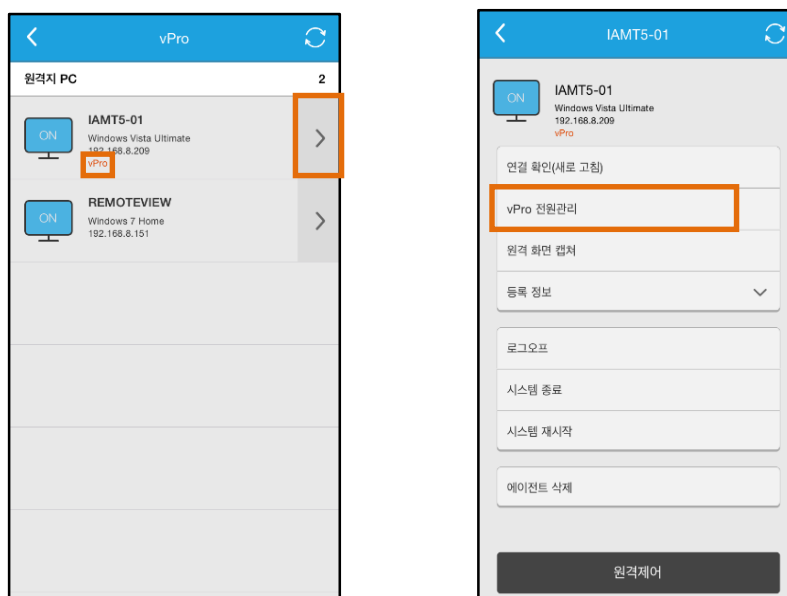 vPro
원격지 PC 2
ON
IAMT5-01
Windows Vista Ultimate
192.168.8.209
vPro
ON
REMOTEVIEW
Windows 7 Home
192.168.8.151
IAMT5-01
ON
IAMT5-01
Windows Vista Ultimate
192.168.8.209
vPro
연결 확인(새로 고침)
vPro 전원관리
원격 화면 캡쳐
등록 정보
로그오프
시스템 종료
시스템 재시작
에이전트 삭제
원격제어